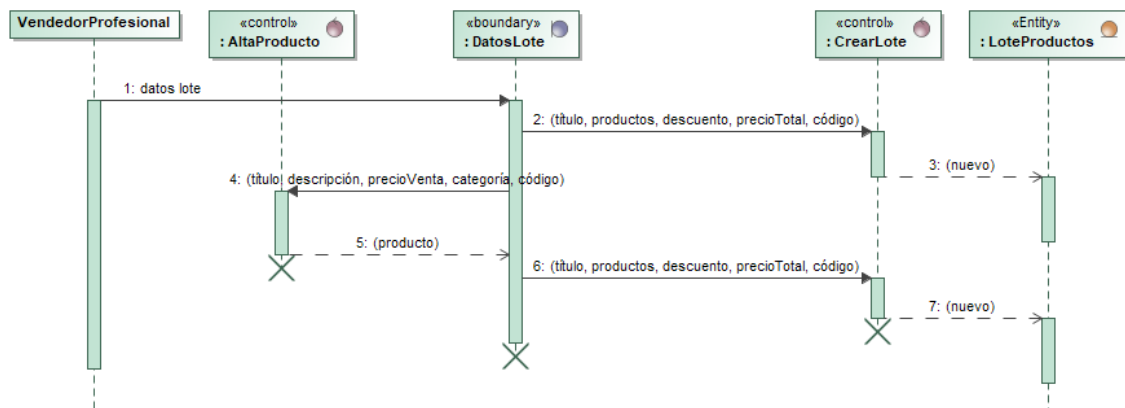 VendedorProfesional
«control»
: AltaProducto
«boundary»
: DatosLote
«control»
: CrearLote
«Entity»
: LoteProductos
1: datos lote
2: (título, productos, descuento, precioTotal, código)
3: (nuevo)
4: (título, descripción, precioVenta, categoría, código)
5: (producto)
6: (título, productos, descuento, precioTotal, código)
7: (nuevo)